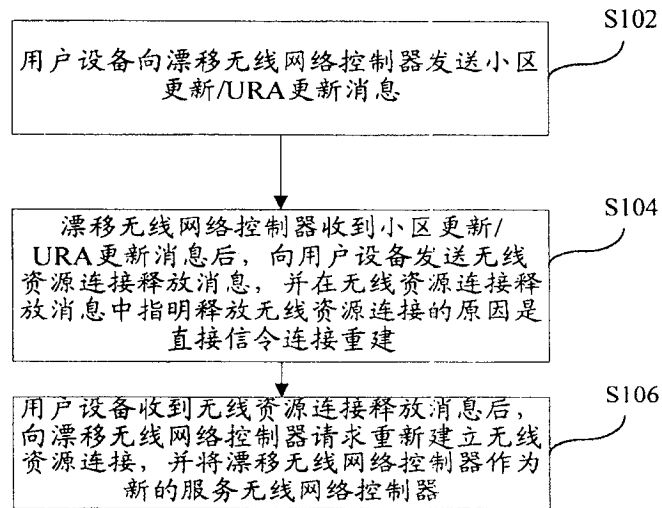 S102
用户设备向漂移无线网络控制器发送小区
更新/URA更新消息
S104
漂移无线网络控制器收到小区更新/
URA更新消息后，向用户设备发送无线
资源连接释放消息，并在无线资源连接释
放消息中指明释放无线资源连接的原因是
直接信令连接重建
S106
用户设备收到无线资源连接释放消息后，
向漂移无线网络控制器请求重新建立无线
资源连接，并将漂移无线网络控制器作为
新的服务无线网络控制器